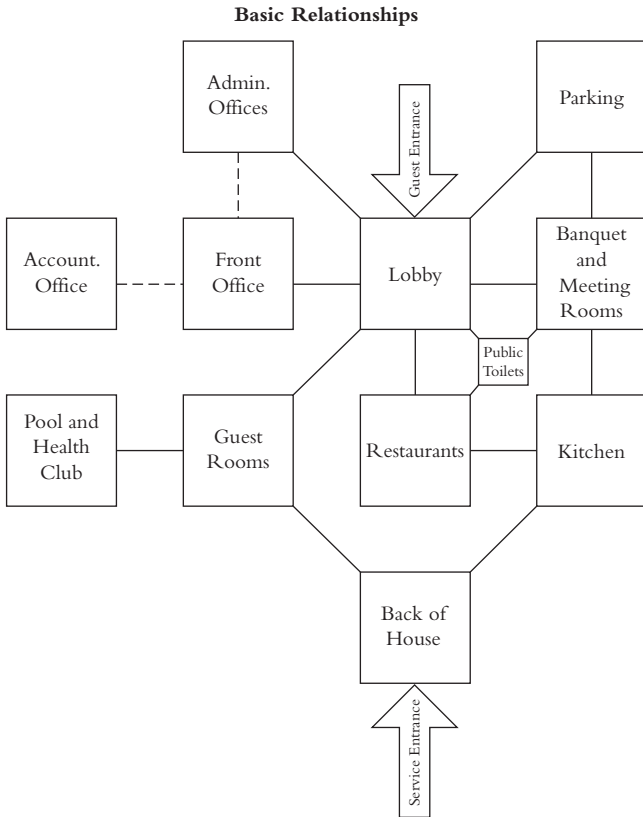 Basic Relationships
Admin.
Offices
Guest Entrance
Parking
Account.
Office
Front
Office
Lobby
Banquet
and
Meeting
Rooms
Public
Toilets
Pool and
Health
Club
Guest
Rooms
Restaurants
Kitchen
Back of
House
Service Entrance